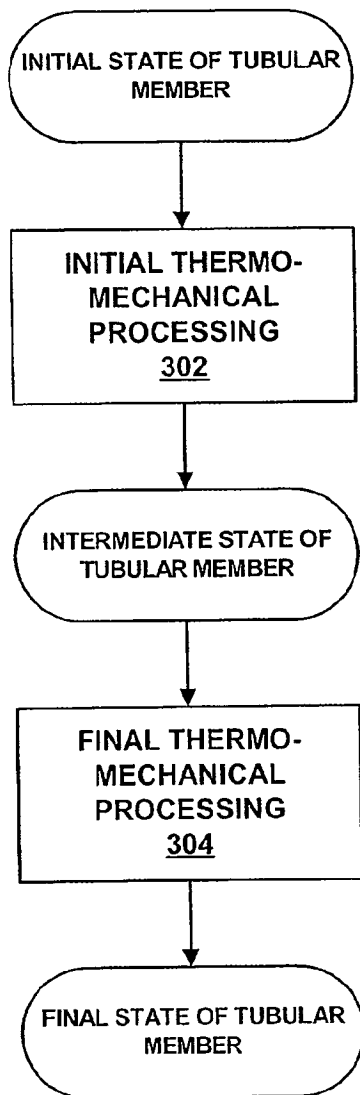 INITIAL STATE OF TUBULAR
MEMBER
INITIAL THERMO-
MECHANICAL
PROCESSING
302
INTERMEDIATE STATE OF
TUBULAR MEMBER
FINAL THERMO-
MECHANICAL
PROCESSING
304
FINAL STATE OF TUBULAR
MEMBER